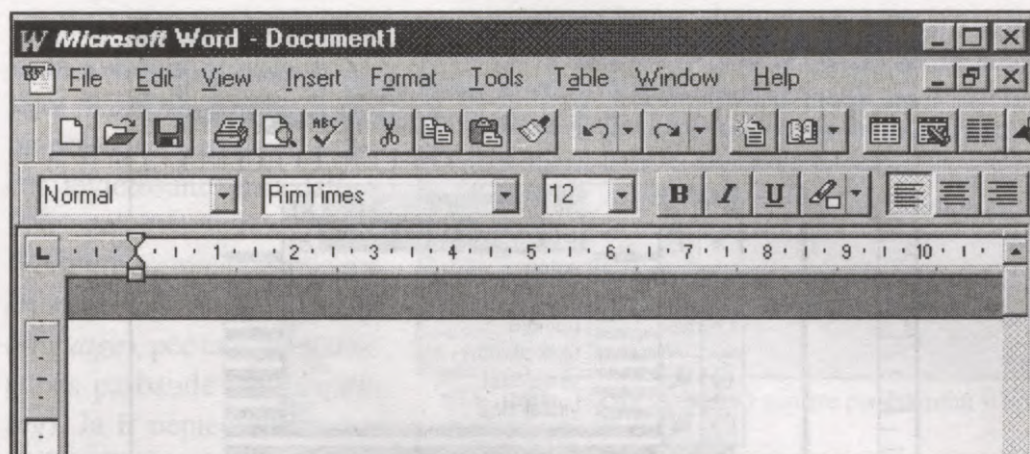 W Microsoft Word - Document1
File Edit View Insert Format Tools Table Window Help
ABC
Normal RimTimes 12 B I U
L 1 2 3 4 5 6 7 8 9 10